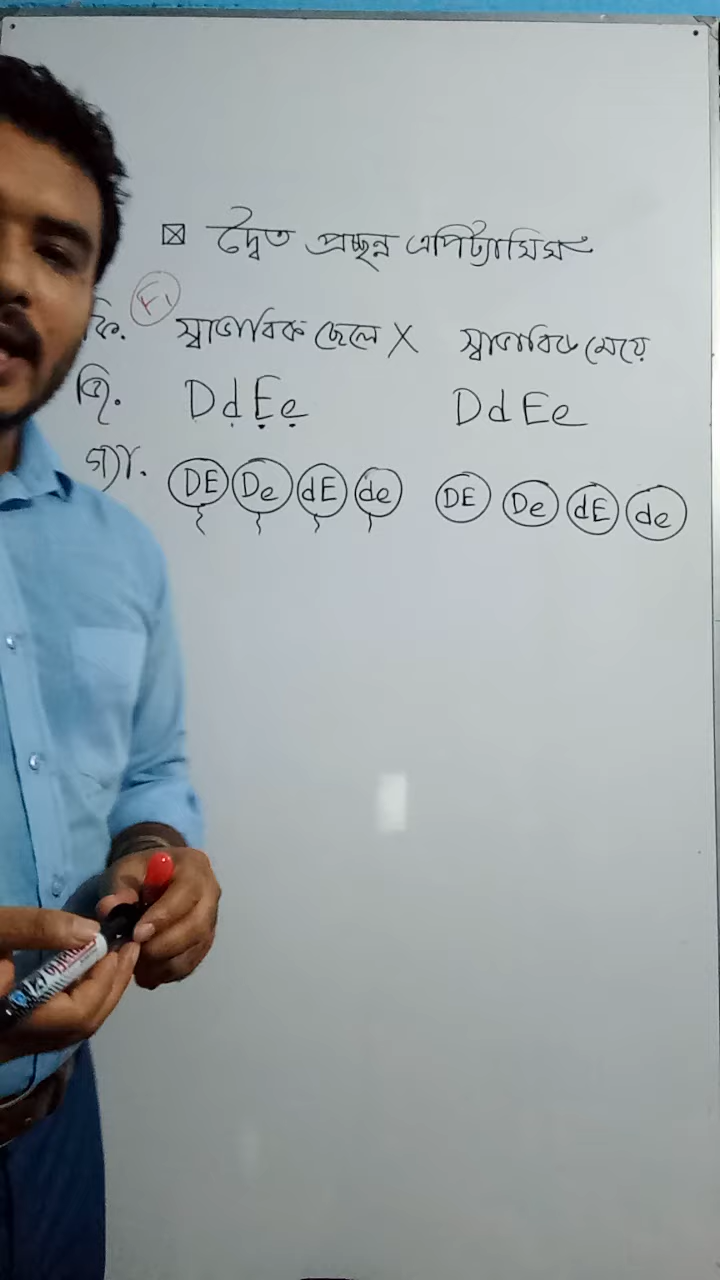 ☒ দ্বৈত প্রচ্ছন্ন এপিস্ট্যাসিস
F1
ফি. স্বাভাবিক ছেলে X স্বাভাবিক মেয়ে
জি. DdEe DdEe
গ্যা. DE De dE de DE De dE de